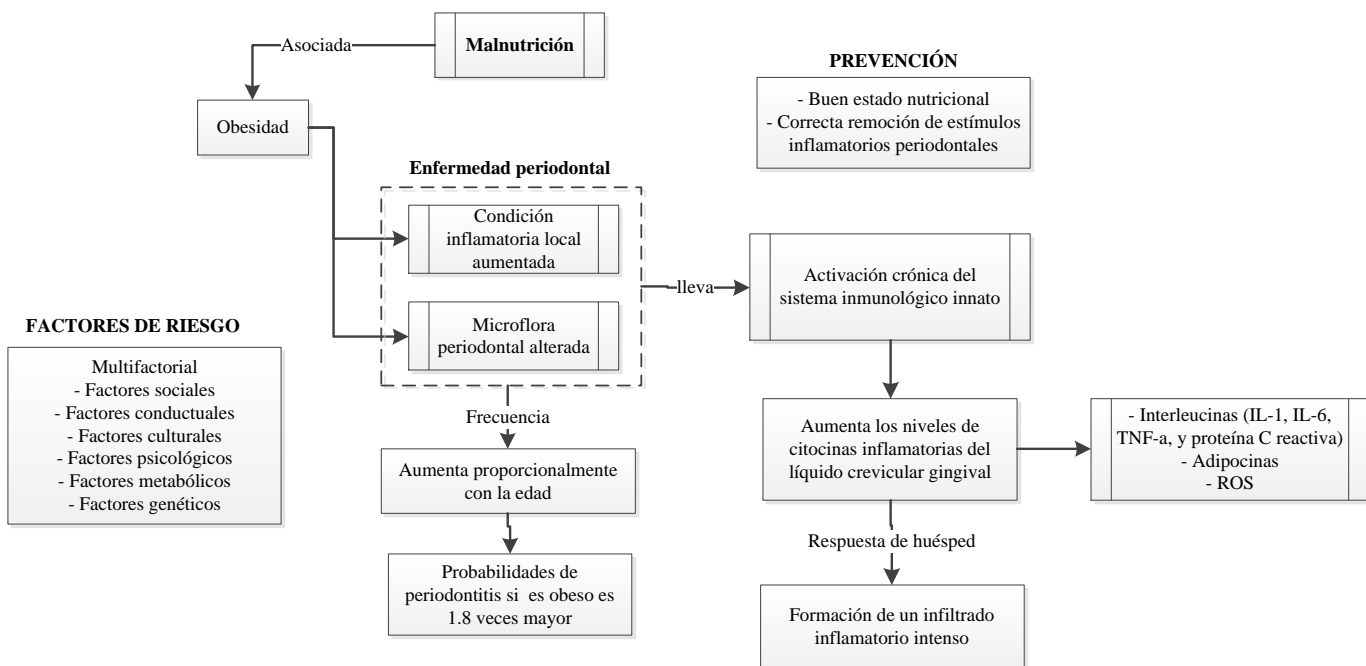 Malnutrición
Asociada
Obesidad
PREVENCIÓN
- Buen estado nutricional
- Correcta remoción de estímulos
inflamatorios periodontales
Enfermedad periodontal
Condición
inflamatoria local
aumentada
Microflora
periodontal alterada
lleva
Activación crónica del
sistema inmunológico innato
FACTORES DE RIESGO
Multifactorial
- Factores sociales
- Factores conductuales
- Factores culturales
- Factores psicológicos
- Factores metabólicos
- Factores genéticos
Frecuencia
Aumenta proporcionalmente
con la edad
Probabilidades de
periodontitis si es obeso es
1.8 veces mayor
Aumenta los niveles de
citocinas inflamatorias del
líquido crevicular gingival
- Interleucinas (IL-1, IL-6,
TNF-a, y proteína C reactiva)
- Adipocinas
- ROS
Respuesta de huésped
Formación de un infiltrado
inflamatorio intenso